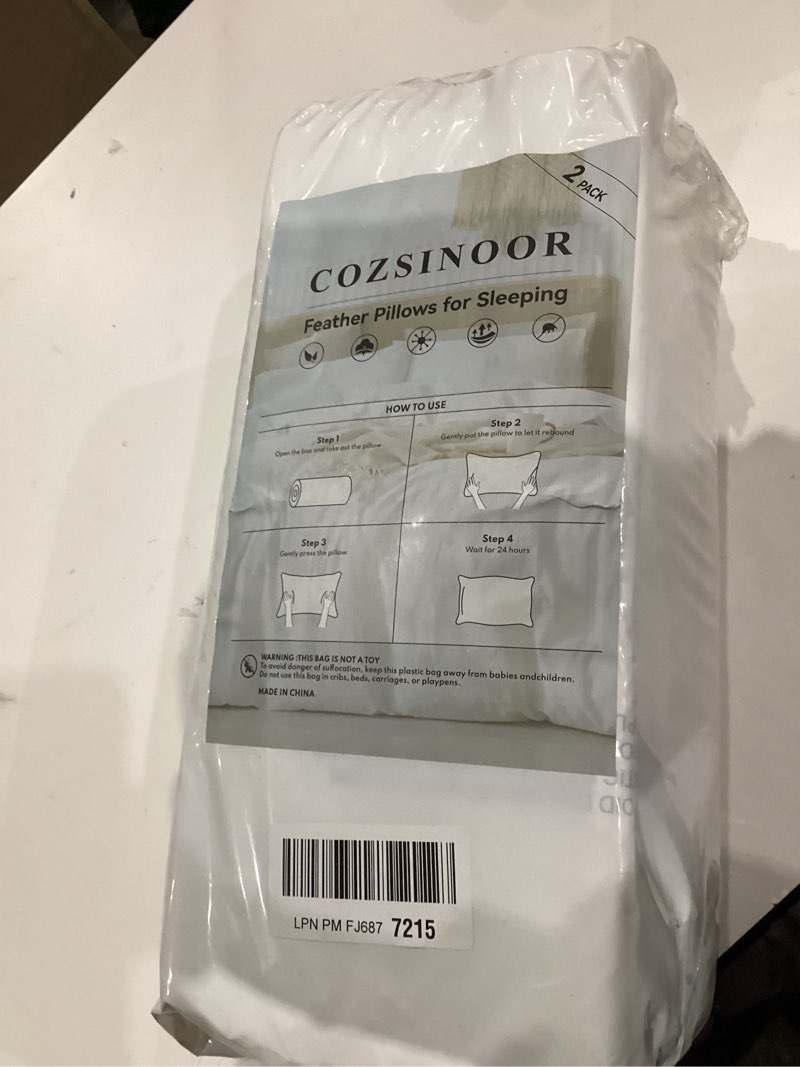 2 PACK
COZSINOOR
Feather Pillows for Sleeping
HOW TO USE
Step 1
Open the box and take out the pillow
Step 2
Gently pat the pillow to let it rebound
Step 3
Gently press the pillow
Step 4
Wait for 24 hours
WARNING :THIS BAG IS NOT A TOY
To avoid danger of suffocation, keep this plastic bag away from babies andchildren.
Do not use this bag in cribs, beds, carriages, or playpens.
MADE IN CHINA
LPN PM FJ687 7215